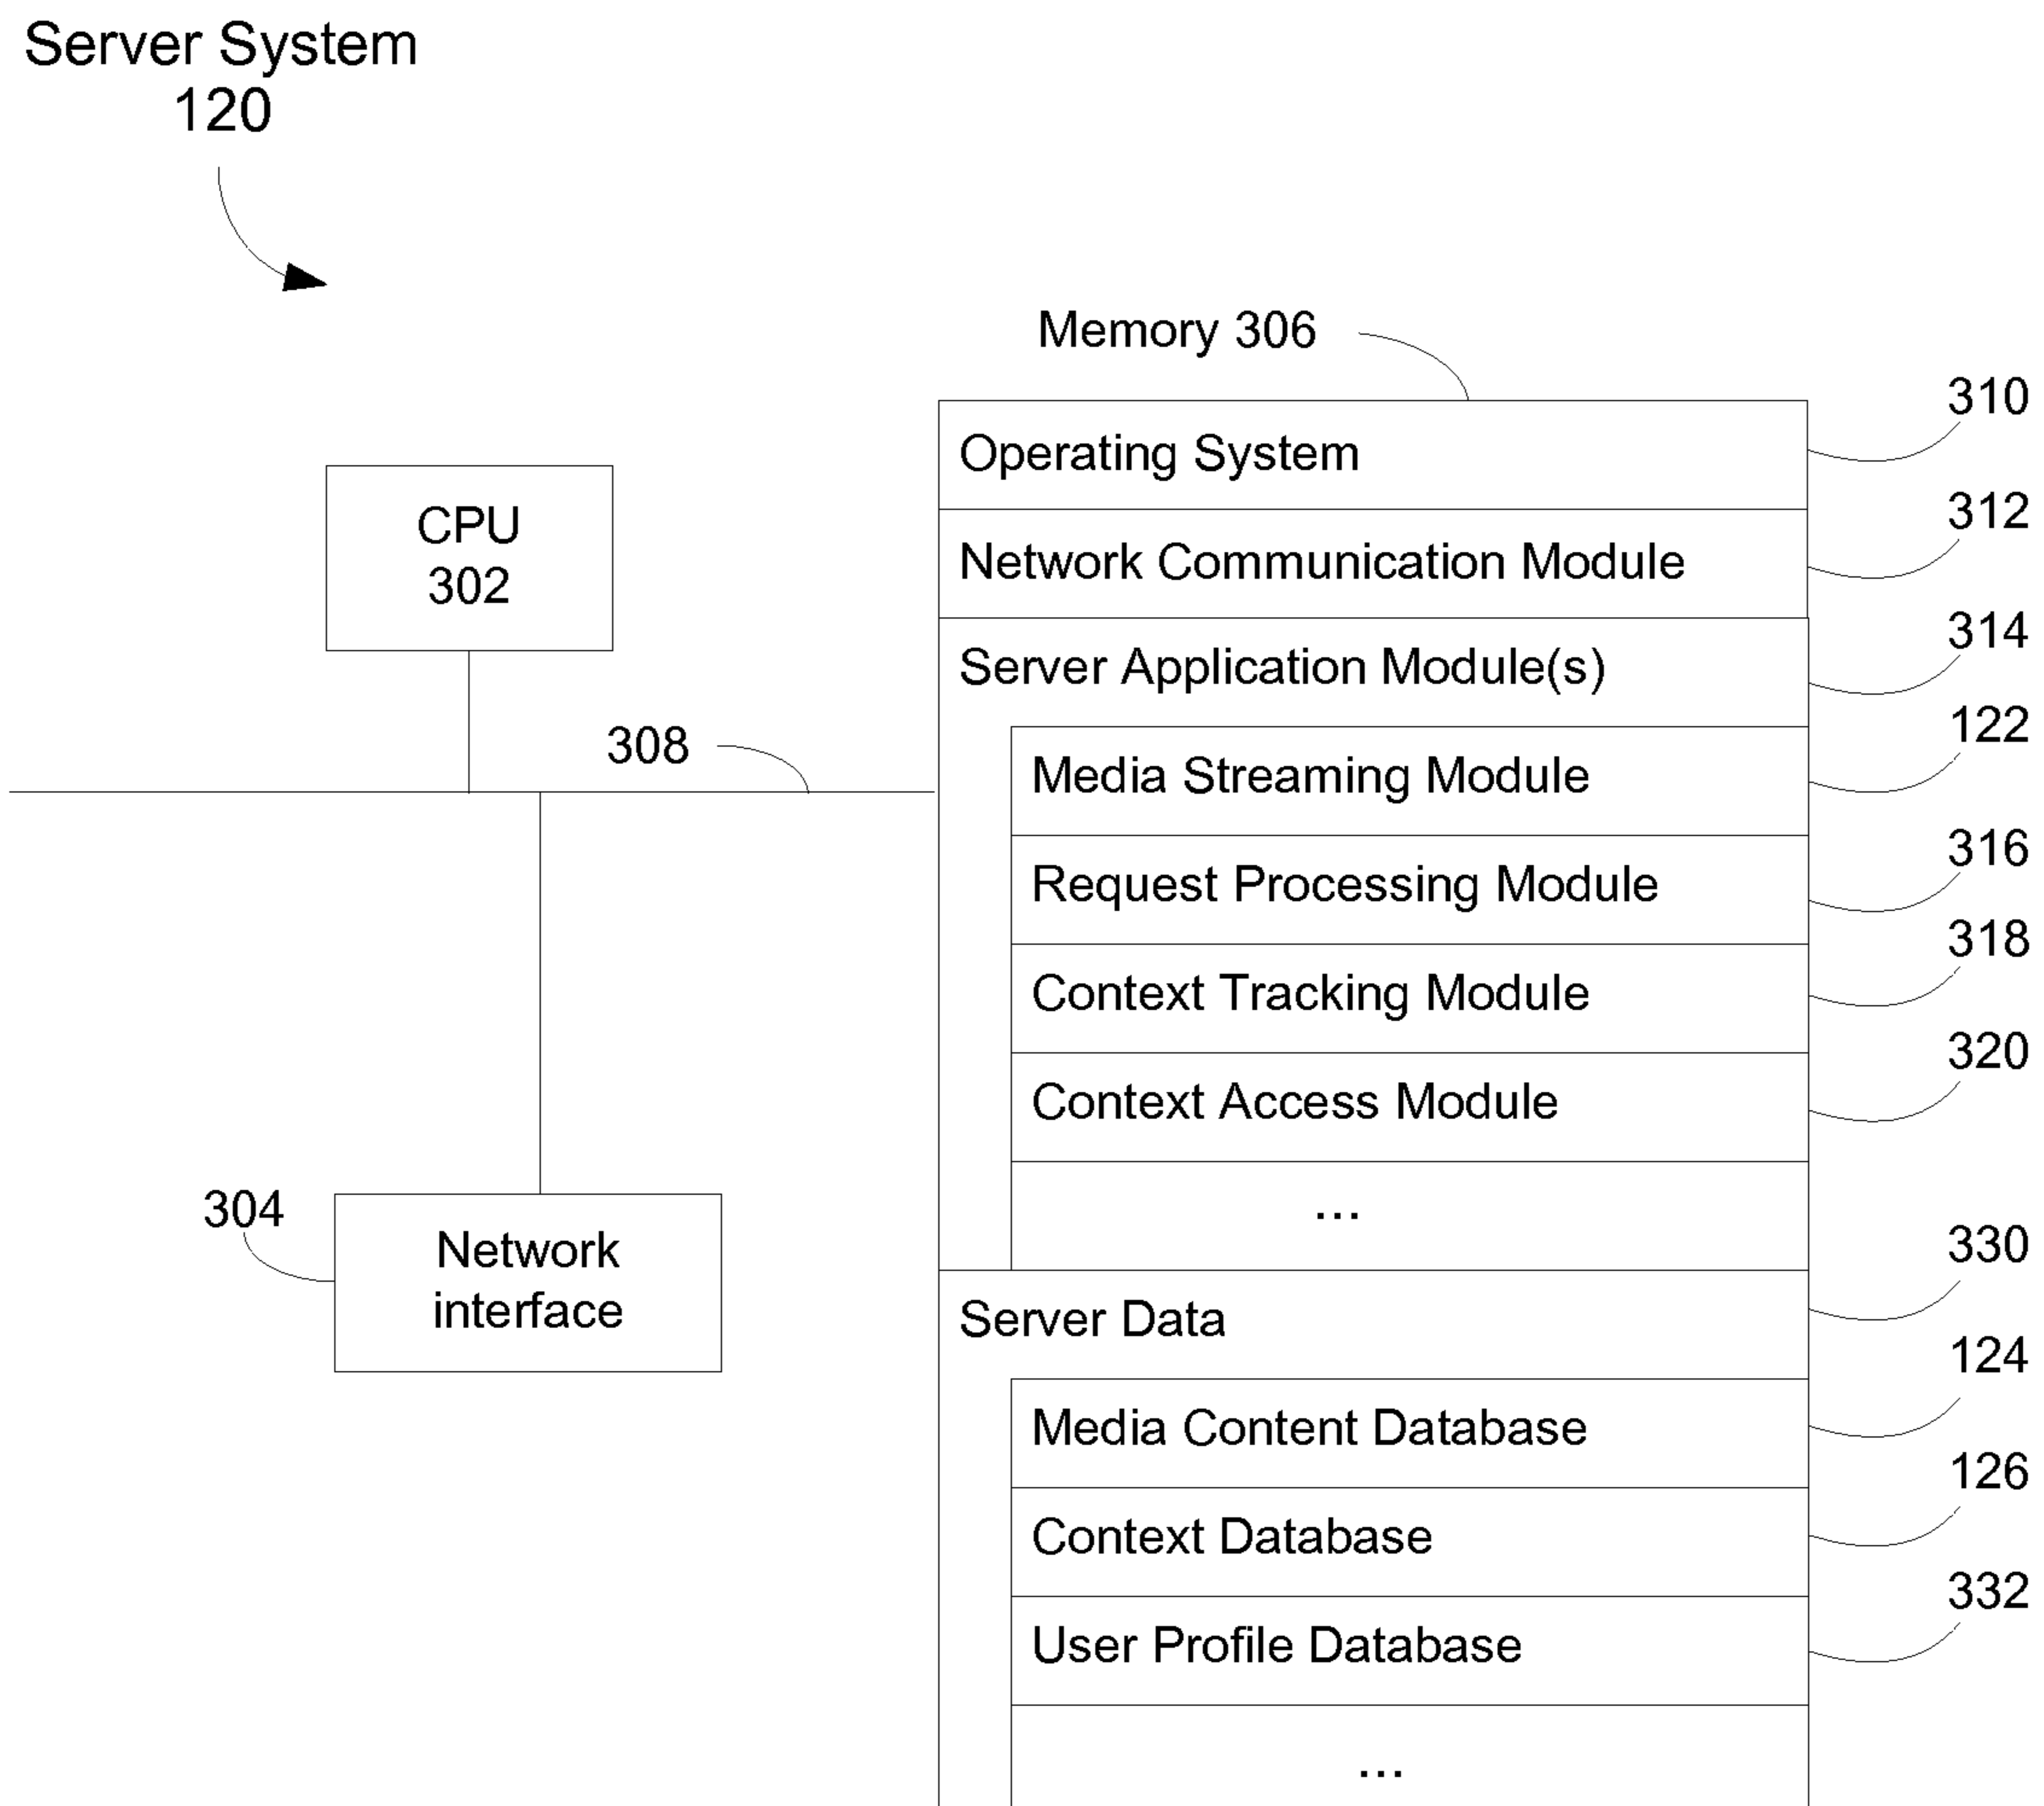 Server System
120
Memory 306
310
Operating System
312
Network Communication Module
CPU
302
314
Server Application Module(s)
308
122
Media Streaming Module
316
Request Processing Module
318
Context Tracking Module
320
Context Access Module
...
304
Network
interface
330
Server Data
124
Media Content Database
126
Context Database
332
User Profile Database
...